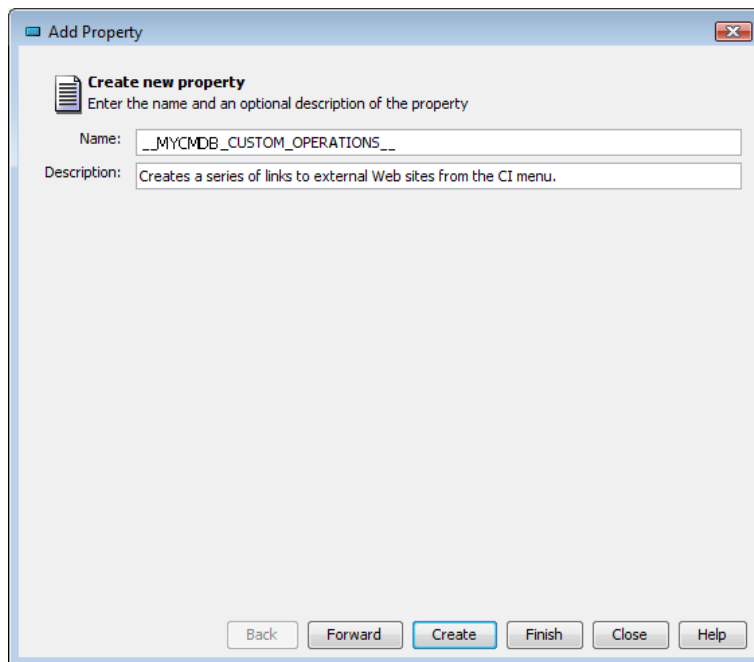 Add Property
Create new property
Enter the name and an optional description of the property
Name: __MYCMDB_CUSTOM_OPERATIONS__
Description: Creates a series of links to external Web sites from the CI menu.
Back Forward Create Finish Close Help